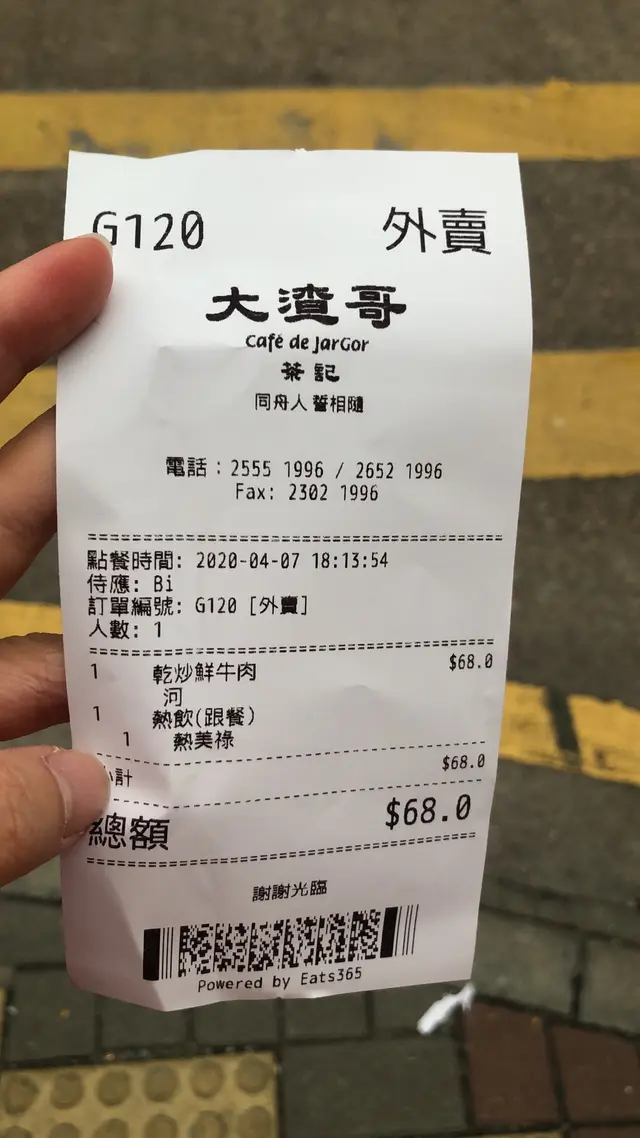 G120 外賣
大渣哥
Café de JarGor
茶記
同舟人 誓相隨
電話：2555 1996 / 2652 1996
Fax: 2302 1996
點餐時間: 2020-04-07 18:13:54
侍應: Bi
訂單編號: G120 [外賣]
人數: 1
1 乾炒鮮牛肉 $68.0
河
1 熱飲(跟餐)
1 熱美祿
小計 $68.0
總額 $68.0
謝謝光臨
Powered by Eats365